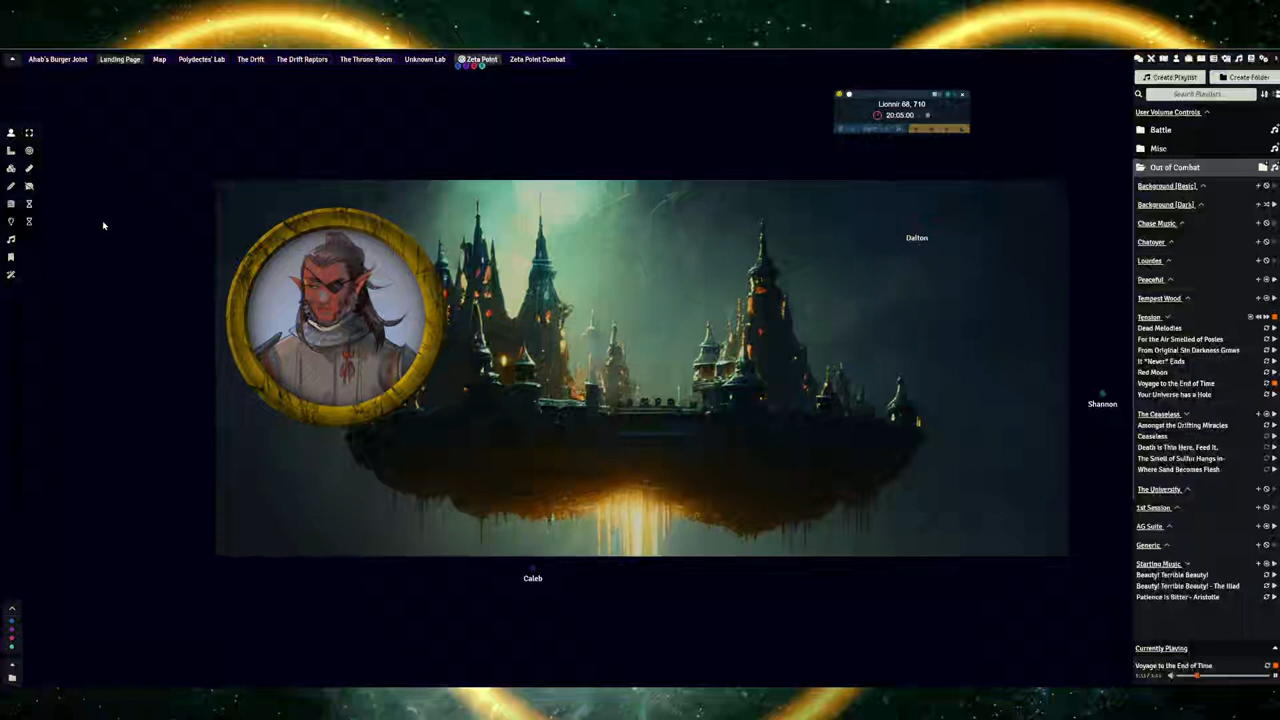 Ahab's Burger Joint Landing Page Map Polydectes' Lab The Drift The Drift Raptors The Throne Room Unknown Lab Zeta Point Zeta Point Combat
Create Playlist Create Folder
Search Playlists...
User Volume Controls
Battle
Misc
Out of Combat
Background [Basic]
Background [Dark]
Chase Music
Chatoyer
Lourdes
Peaceful
Tempest Wood
Tension
Dead Melodies
For the Air Smelled of Posies
From Original Sin Darkness Grows
It *Never* Ends
Red Moon
Voyage to the End of Time
Your Universe has a Hole
The Ceaseless
Amongst the Drifting Miracles
Ceaseless
Death is Thin Here, Feed it.
The Smell of Sulfur Hangs in
Where Sand Becomes Flesh
The University
1st Session
AG Suite
Generic
Starting Music
Beauty! Terrible Beauty!
Beauty! Terrible Beauty! - The Iliad
Patience is Bitter - Aristotle
Currently Playing
Voyage to the End of Time
Lionnir 68, 710
20:05:00
Dalton
Shannon
Caleb